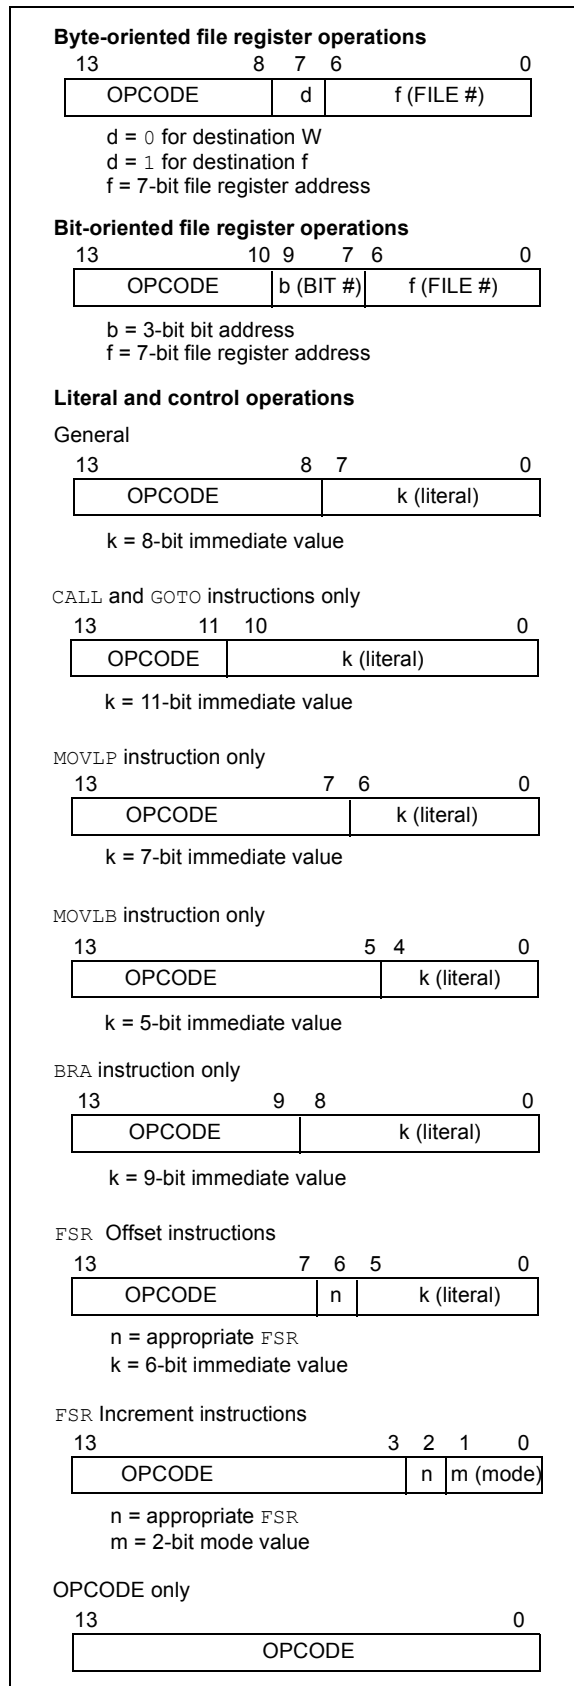 Byte-oriented file register operations
13 8 7 6 0
OPCODE d f (FILE #)
d = 0 for destination W
d = 1 for destination f
f = 7-bit file register address
Bit-oriented file register operations
13 10 9 7 6 0
OPCODE b (BIT #) f (FILE #)
b = 3-bit bit address
f = 7-bit file register address
Literal and control operations
General
13 8 7 0
OPCODE k (literal)
k = 8-bit immediate value
CALL and GOTO instructions only
13 11 10 0
OPCODE k (literal)
k = 11-bit immediate value
MOVLP instruction only
13 7 6 0
OPCODE k (literal)
k = 7-bit immediate value
MOVLB instruction only
13 5 4 0
OPCODE k (literal)
k = 5-bit immediate value
BRA instruction only
13 9 8 0
OPCODE k (literal)
k = 9-bit immediate value
FSR Offset instructions
13 7 6 5 0
OPCODE n k (literal)
n = appropriate FSR
k = 6-bit immediate value
FSR Increment instructions
13 3 2 1 0
OPCODE n m (mode)
n = appropriate FSR
m = 2-bit mode value
OPCODE only
13 0
OPCODE